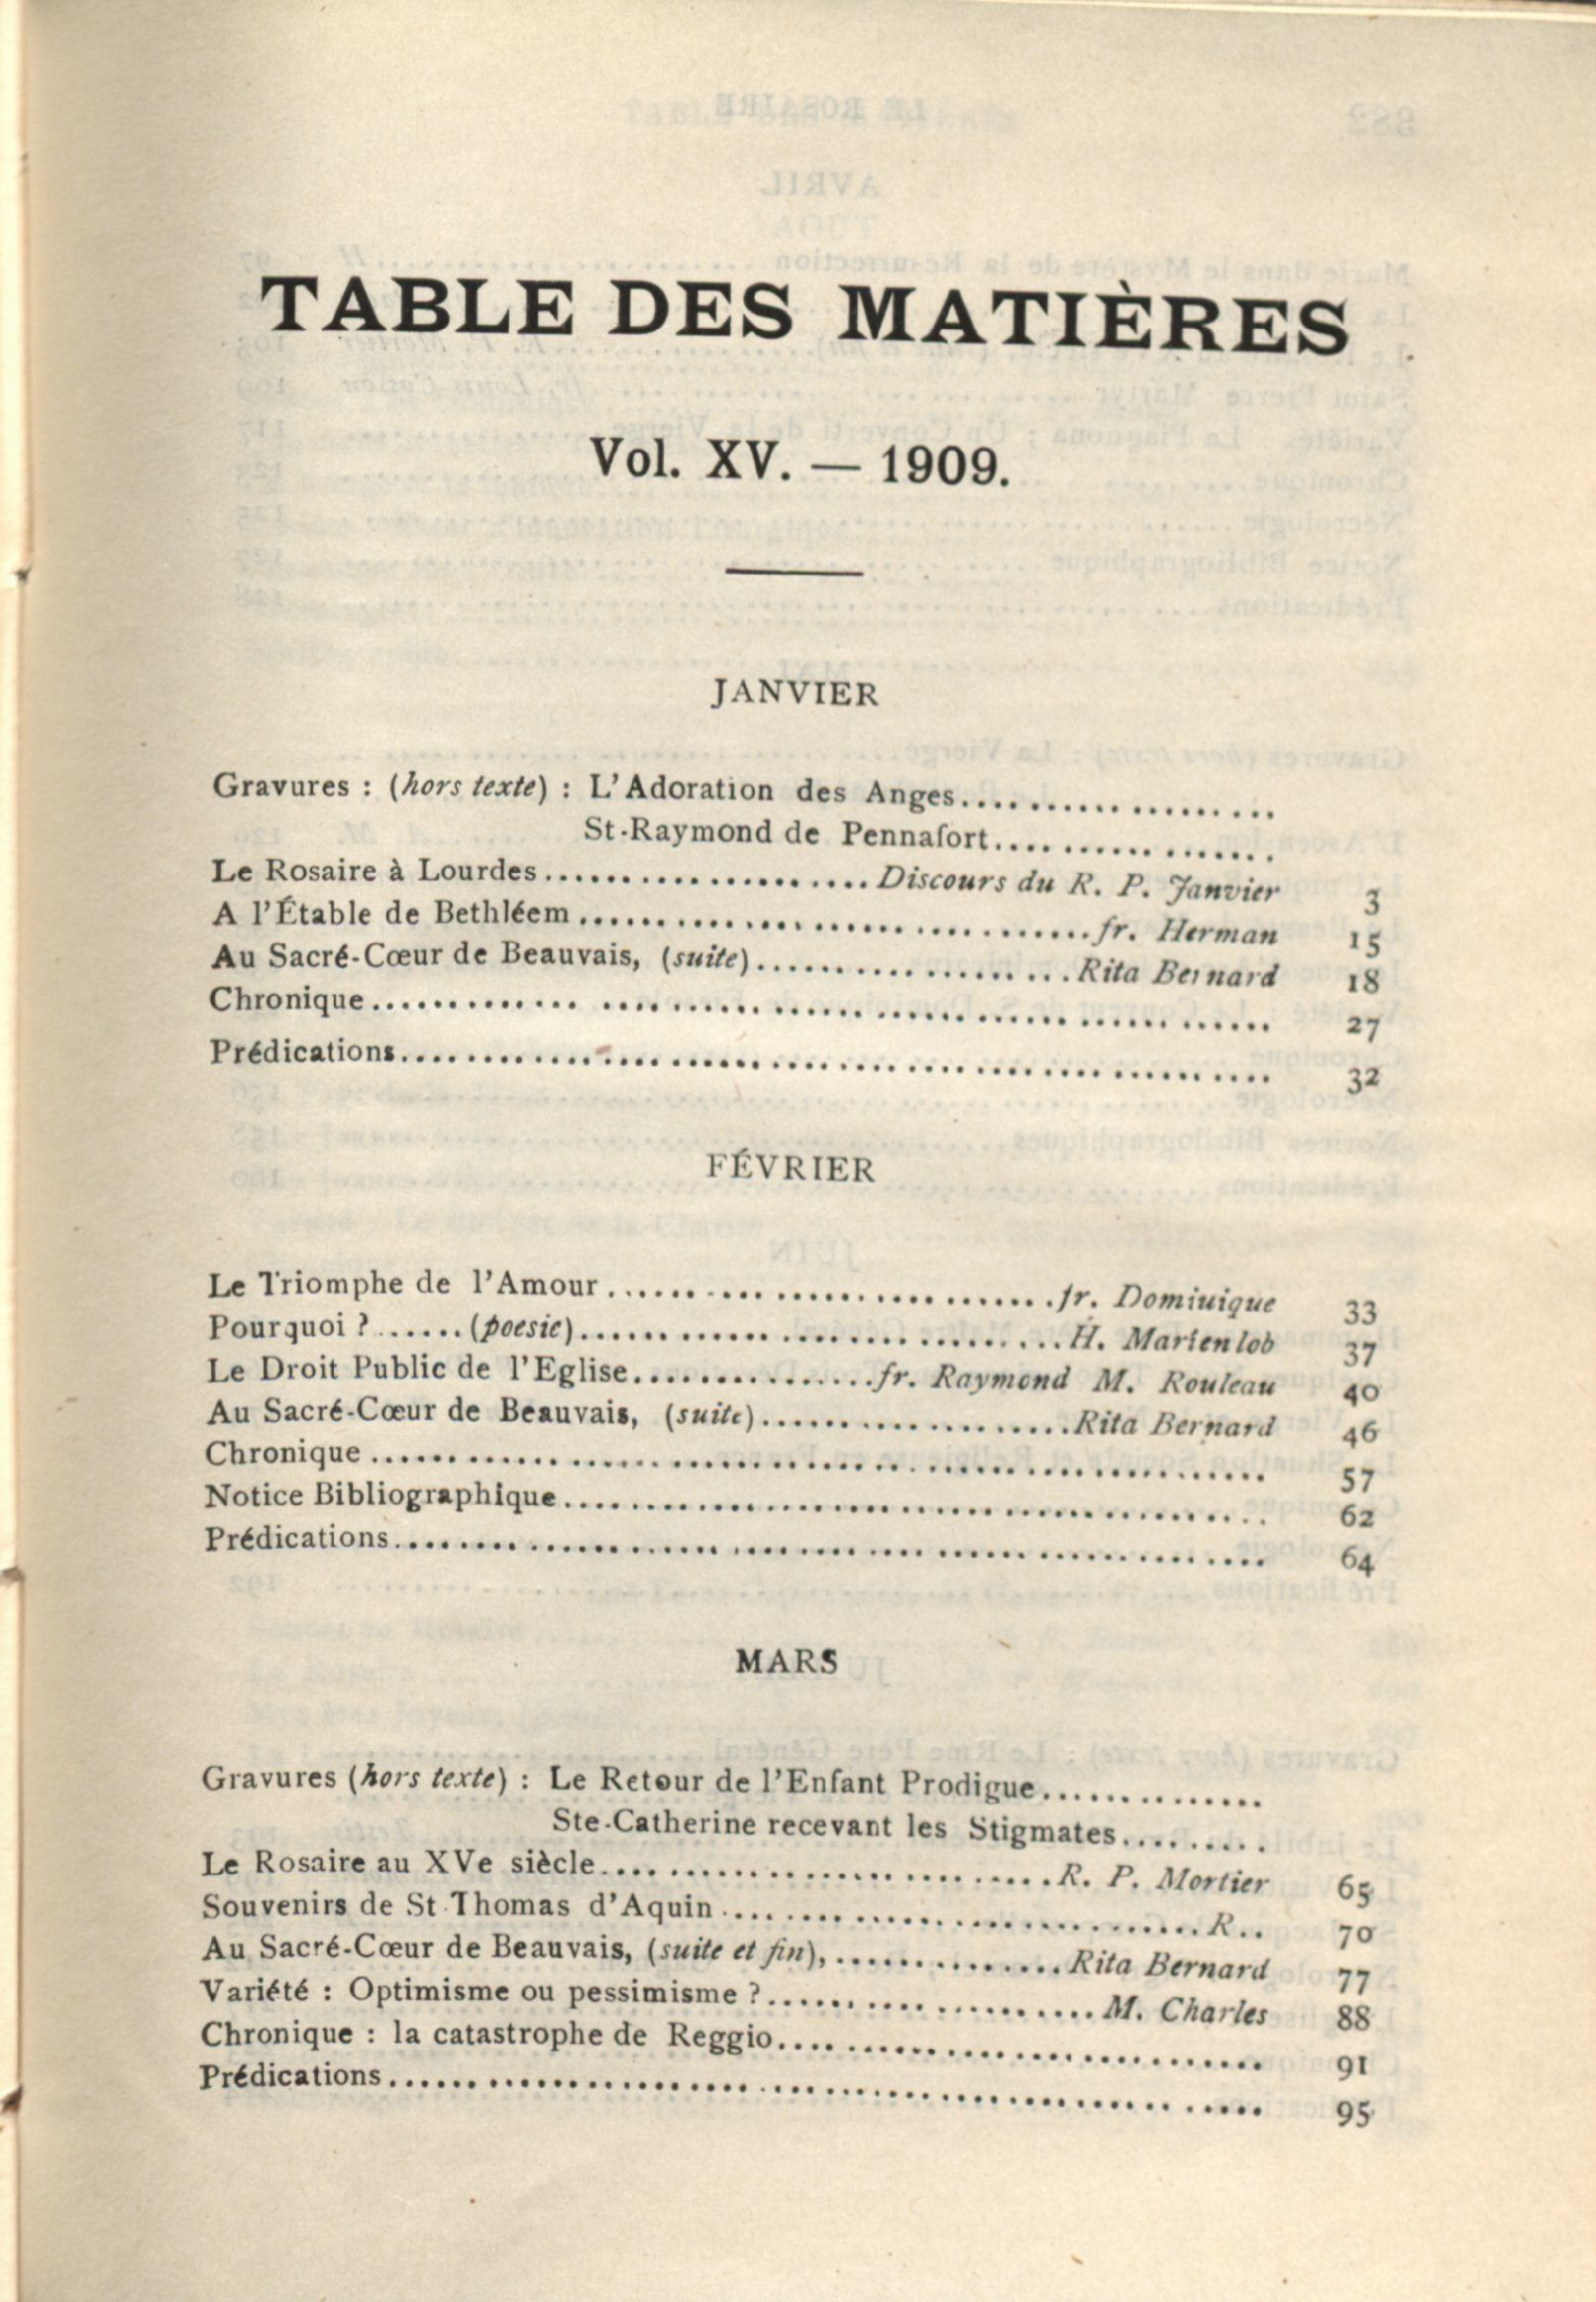 TABLE DES MATIÈRES
Vol. XV. — 1909.
JANVIER
Gravures : (hors texte) : L'Adoration des Anges....................
St-Raymond de Pennafort..................
Le Rosaire à Lourdes.....................Discours du R. P. Janvier 3
A l'Étable de Bethléem.................................fr. Herman 15
Au Sacré-Cœur de Beauvais, (suite)....................Rita Bernard 18
Chronique.......................................................... 27
Prédications....................................................... 32
FÉVRIER
Le Triomphe de l'Amour.............................fr. Dominique 33
Pourquoi ?......(poesie)..............................H. Marienlob 37
Le Droit Public de l'Eglise................fr. Raymond M. Rouleau 40
Au Sacré-Cœur de Beauvais, (suite)....................Rita Bernard 46
Chronique.......................................................... 57
Notice Bibliographique............................................. 62
Prédications....................................................... 64
MARS
Gravures (hors texte) : Le Retour de l'Enfant Prodigue..............
Ste-Catherine recevant les Stigmates.........
Le Rosaire au XVe siècle.............................R. P. Mortier 65
Souvenirs de St Thomas d'Aquin...............................R.. 70
Au Sacré-Cœur de Beauvais, (suite et fin),..............Rita Bernard 77
Variété : Optimisme ou pessimisme ?.....................M. Charles 88
Chronique : la catastrophe de Reggio............................... 91
Prédications....................................................... 95